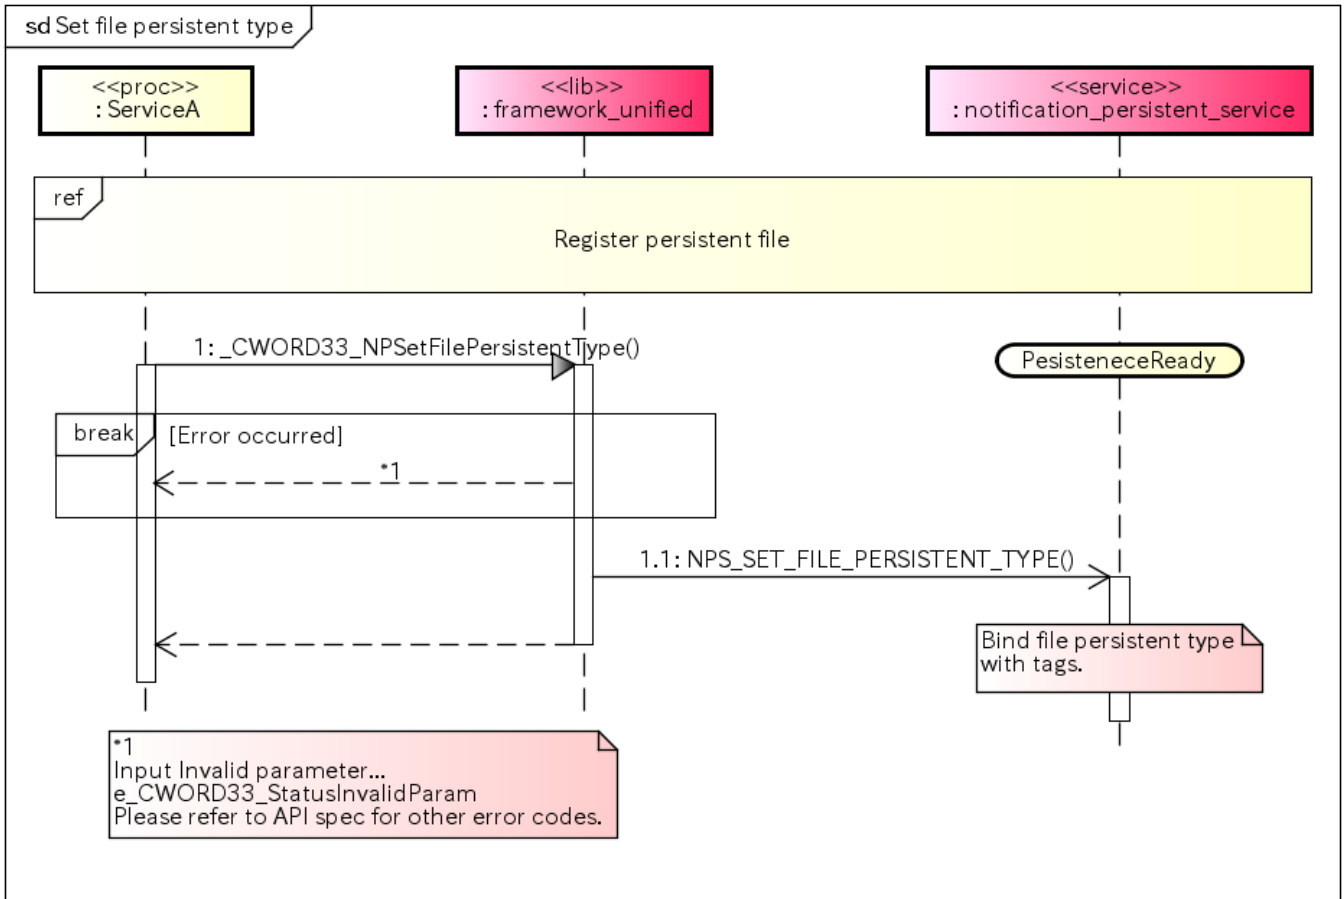 sd Set file persistent type
<<proc>>
: ServiceA
<<lib>>
: framework_unified
<<service>>
: notification_persistent_service
ref
Register persistent file
1: _CWORD33_NPSetFilePersistentType()
PesisteneceReady
break
[Error occurred]
*1
1.1: NPS_SET_FILE_PERSISTENT_TYPE()
Bind file persistent type
with tags.
*1
Input Invalid parameter...
e_CWORD33_StatusInvalidParam
Please refer to API spec for other error codes.